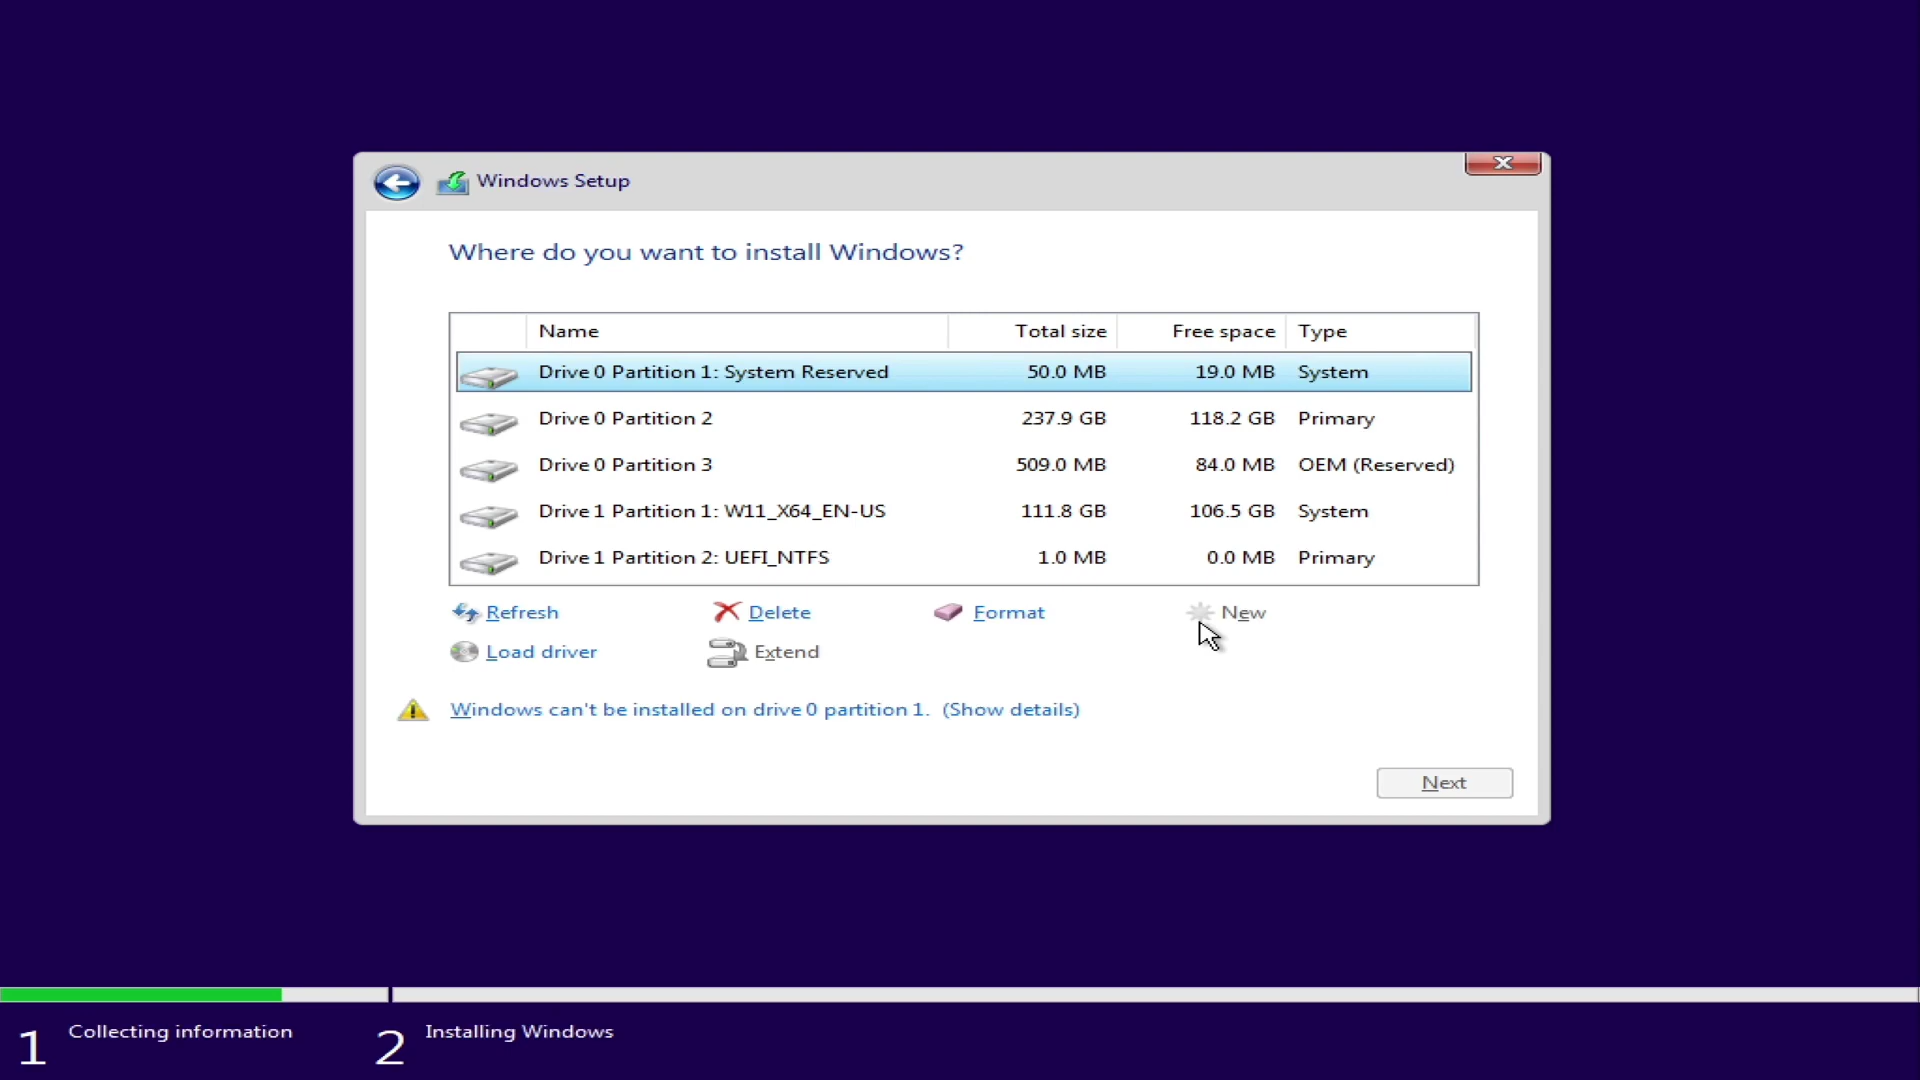 Windows Setup
Where do you want to install Windows?
Name Total size Free space Type
Drive 0 Partition 1: System Reserved 50.0 MB 19.0 MB System
Drive 0 Partition 2 237.9 GB 118.2 GB Primary
Drive 0 Partition 3 509.0 MB 84.0 MB OEM (Reserved)
Drive 1 Partition 1: W11_X64_EN-US 111.8 GB 106.5 GB System
Drive 1 Partition 2: UEFI_NTFS 1.0 MB 0.0 MB Primary
Refresh Delete Format New
Load driver Extend
Windows can't be installed on drive 0 partition 1. (Show details)
Next
1 Collecting information 2 Installing Windows